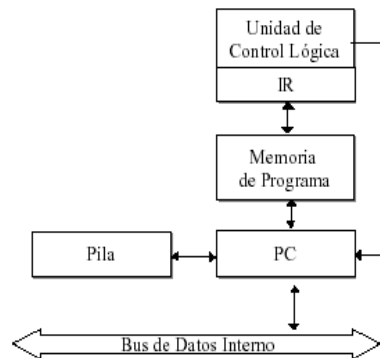 Unidad de
Control Lógica
IR
Memoria
de Programa
Pila
PC
Bus de Datos Interno